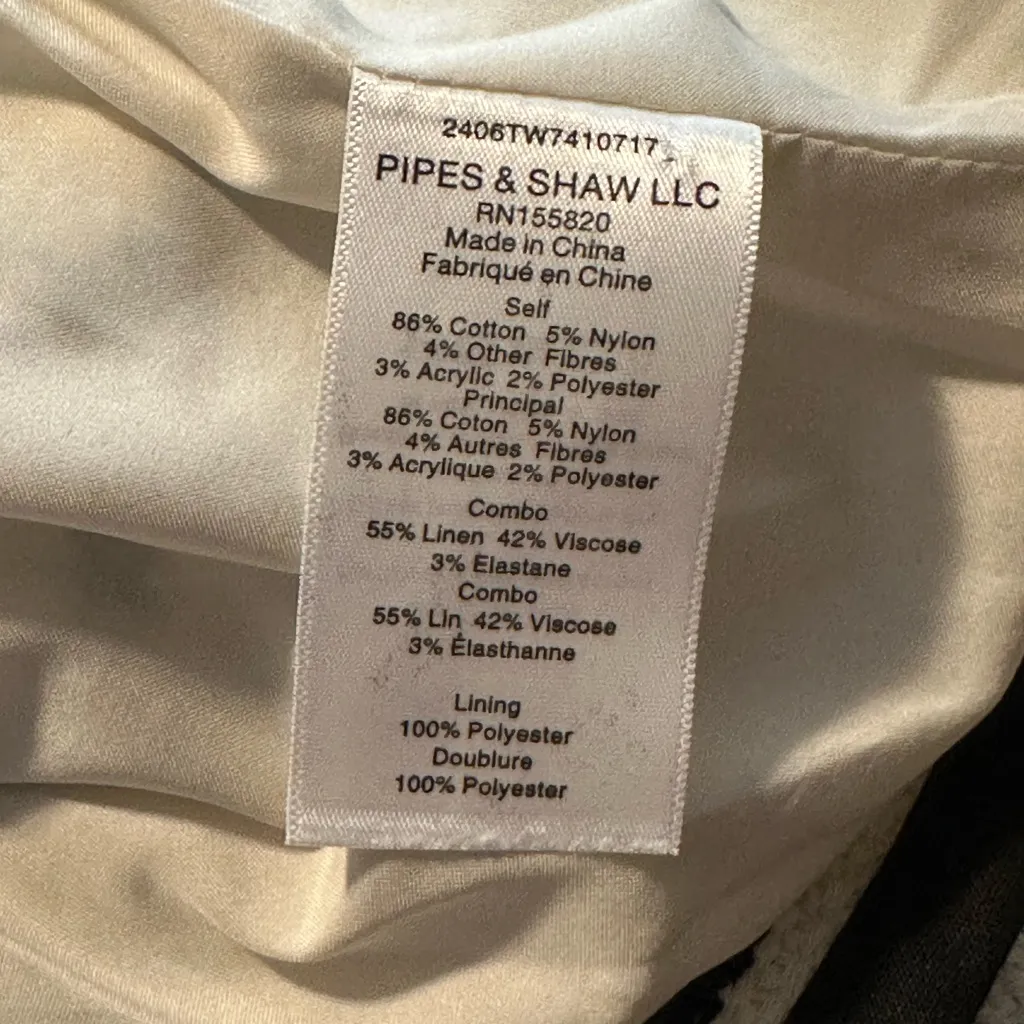 2406TW7410717
PIPES & SHAW LLC
RN155820
Made in China
Fabriqué en Chine
Self
86% Cotton 5% Nylon
4% Other Fibres
3% Acrylic 2% Polyester
Principal
86% Coton 5% Nylon
4% Autres Fibres
3% Acrylique 2% Polyester
Combo
55% Linen 42% Viscose
3% Elastane
Combo
55% Lin 42% Viscose
3% Élasthanne
Lining
100% Polyester
Doublure
100% Polyester